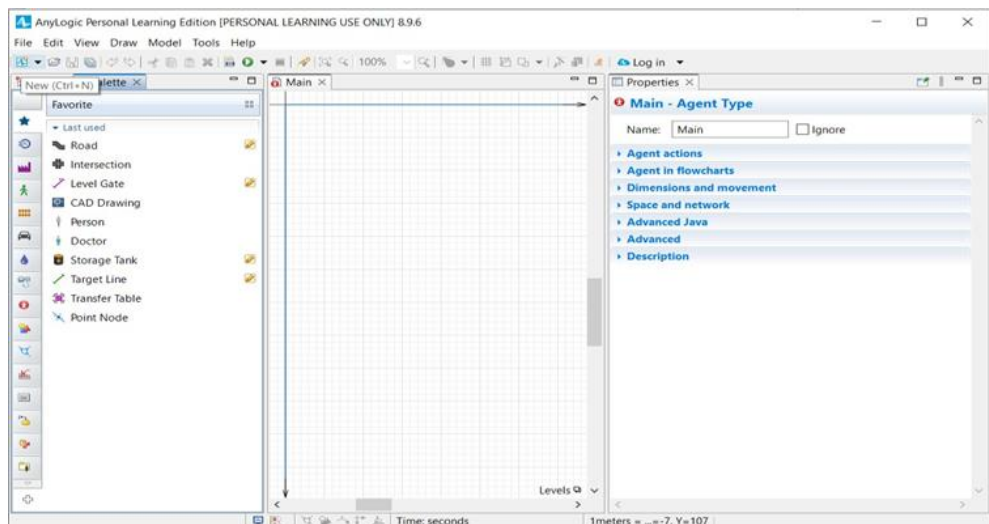 AnyLogic Personal Learning Edition [PERSONAL LEARNING USE ONLY] 8.9.6
File Edit View Draw Model Tools Help
100% Log in
New (Ctrl+N) lette Main Properties
Favorite
Main - Agent Type
Last used
Name: Main Ignore
Road
Intersection
Level Gate
CAD Drawing
Person
Doctor
Storage Tank
Target Line
Transfer Table
Point Node
Agent actions
Agent in flowcharts
Dimensions and movement
Space and network
Advanced Java
Advanced
Description
Levels
Time: seconds 1meters = ...=-7, Y=107